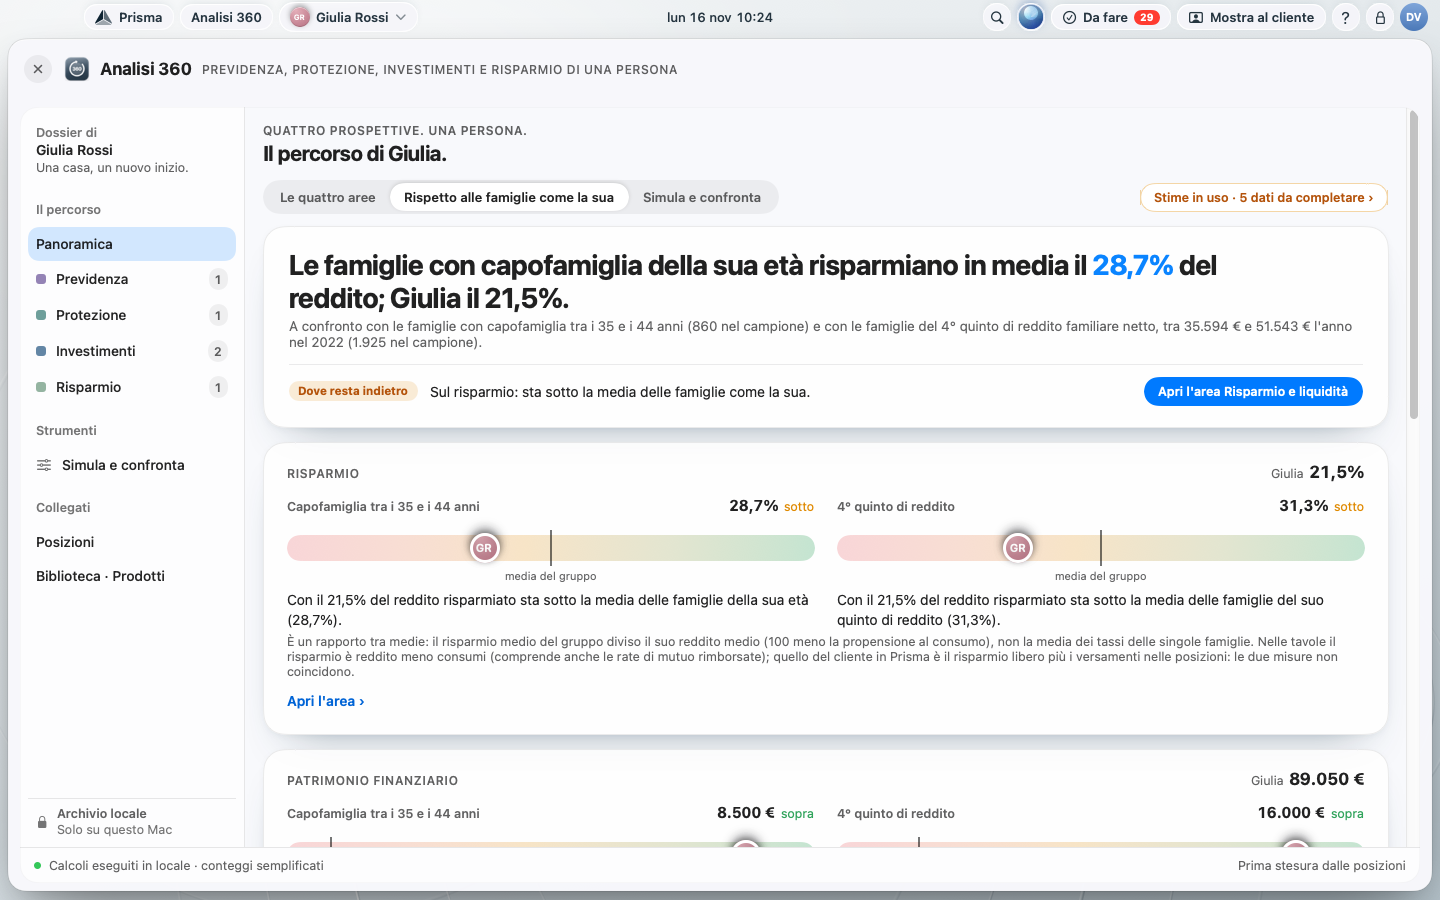 Prisma
Analisi 360
GR Giulia Rossi
lun 16 nov 10:24
Da fare 29
Mostra al cliente
?
DV
360 Analisi 360 PREVIDENZA, PROTEZIONE, INVESTIMENTI E RISPARMIO DI UNA PERSONA
Dossier di
Giulia Rossi
Una casa, un nuovo inizio.
Il percorso
Panoramica
Previdenza 1
Protezione 1
Investimenti 2
Risparmio 1
Strumenti
Simula e confronta
Collegati
Posizioni
Biblioteca · Prodotti
Archivio locale
Solo su questo Mac
QUATTRO PROSPETTIVE. UNA PERSONA.
Il percorso di Giulia.
Le quattro aree
Rispetto alle famiglie come la sua
Simula e confronta
Stime in uso · 5 dati da completare ›
Le famiglie con capofamiglia della sua età risparmiano in media il 28,7% del
reddito; Giulia il 21,5%.
A confronto con le famiglie con capofamiglia tra i 35 e i 44 anni (860 nel campione) e con le famiglie del 4° quinto di reddito familiare netto, tra 35.594 € e 51.543 € l'anno
nel 2022 (1.925 nel campione).
Dove resta indietro Sul risparmio: sta sotto la media delle famiglie come la sua.
Apri l'area Risparmio e liquidità
RISPARMIO
Giulia 21,5%
Capofamiglia tra i 35 e i 44 anni 28,7% sotto
GR
media del gruppo
Con il 21,5% del reddito risparmiato sta sotto la media delle famiglie della sua età
(28,7%).
4° quinto di reddito 31,3% sotto
GR
media del gruppo
Con il 21,5% del reddito risparmiato sta sotto la media delle famiglie del suo
quinto di reddito (31,3%).
È un rapporto tra medie: il risparmio medio del gruppo diviso il suo reddito medio (100 meno la propensione al consumo), non la media dei tassi delle singole famiglie. Nelle tavole il
risparmio è reddito meno consumi (comprende anche le rate di mutuo rimborsate); quello del cliente in Prisma è il risparmio libero più i versamenti nelle posizioni: le due misure non
coincidono.
Apri l'area ›
PATRIMONIO FINANZIARIO
Giulia 89.050 €
Capofamiglia tra i 35 e i 44 anni 8.500 € sopra
4° quinto di reddito 16.000 € sopra
Calcoli eseguiti in locale · conteggi semplificati
Prima stesura dalle posizioni